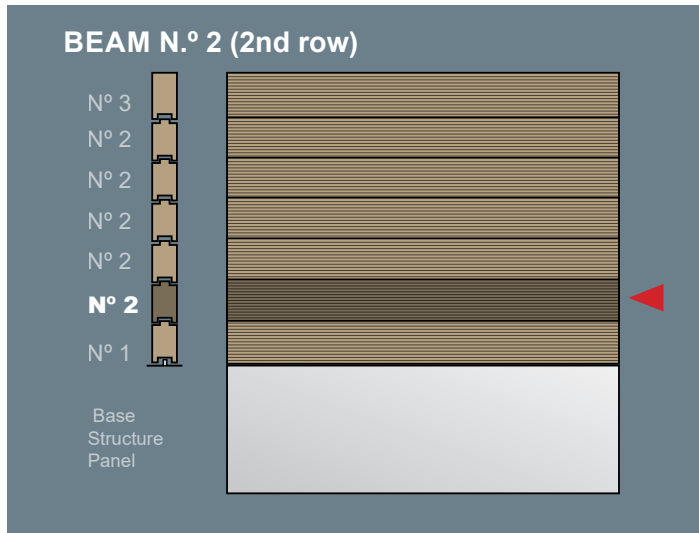 BEAM N.º 2 (2nd row)
Nº 3
Nº 2
Nº 2
Nº 2
Nº 2
Nº 2
Nº 1
Base
Structure
Panel